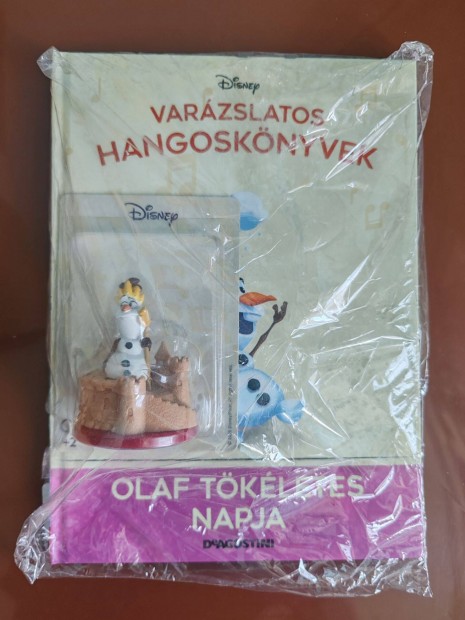 Disney
VARÁZSLATOS
HANGOSKÖNYVEK
Disney
OLAF TÖKÉLETES
NAPJA
DeAGOSTINI